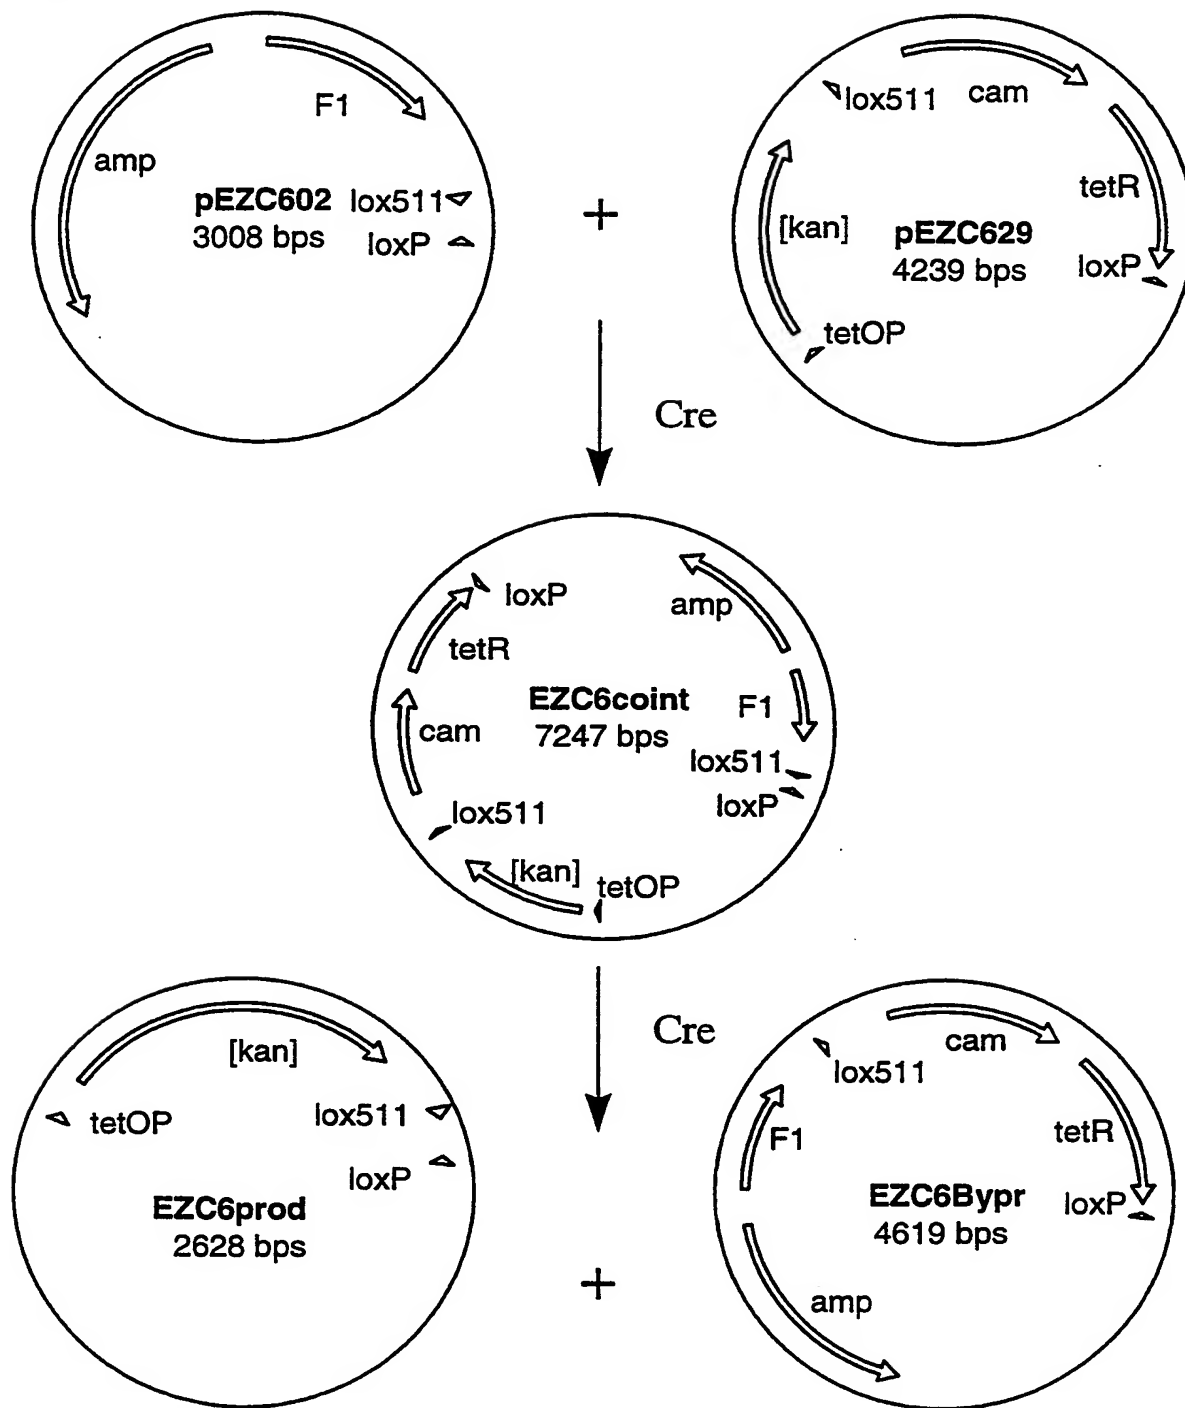 F1
amp
pEZC602
3008 bps
lox511
loxP
+
lox511
cam
tetR
[kan]
pEZC629
4239 bps
loxP
tetOP
Cre
loxP
amp
tetR
EZC6coint
7247 bps
F1
cam
lox511
loxP
lox511
[kan]
tetOP
Cre
[kan]
tetOP
lox511
loxP
EZC6prod
2628 bps
+
lox511
cam
F1
tetR
EZC6Bypr
4619 bps
loxP
amp